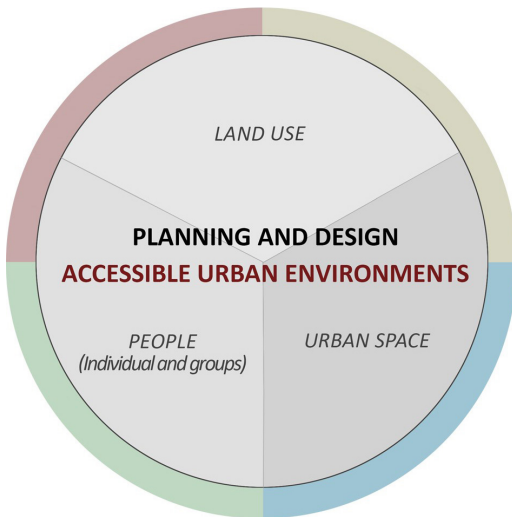 LAND USE
PLANNING AND DESIGN
ACCESSIBLE URBAN ENVIRONMENTS
PEOPLE
(Individual and groups)
URBAN SPACE